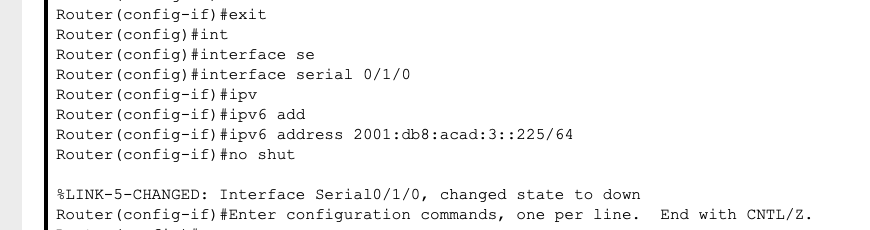 Router(config-if)#exit
Router(config)#int
Router(config)#interface se
Router(config)#interface serial 0/1/0
Router(config-if)#ipv
Router(config-if)#ipv6 add
Router(config-if)#ipv6 address 2001:db8:acad:3::225/64
Router(config-if)#no shut
%LINK-5-CHANGED: Interface Serial0/1/0, changed state to down
Router(config-if)#Enter configuration commands, one per line.  End with CNTL/Z.